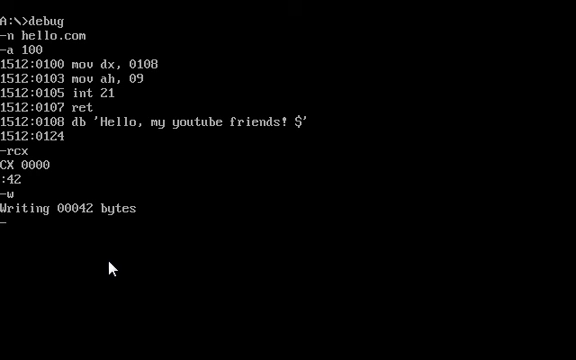 A:\>debug
-n hello.com
-a 100
1512:0100 mov dx, 0108
1512:0103 mov ah, 09
1512:0105 int 21
1512:0107 ret
1512:0108 db 'Hello, my youtube friends! $'
1512:0124
-rcx
CX 0000
:42
-w
Writing 00042 bytes
-